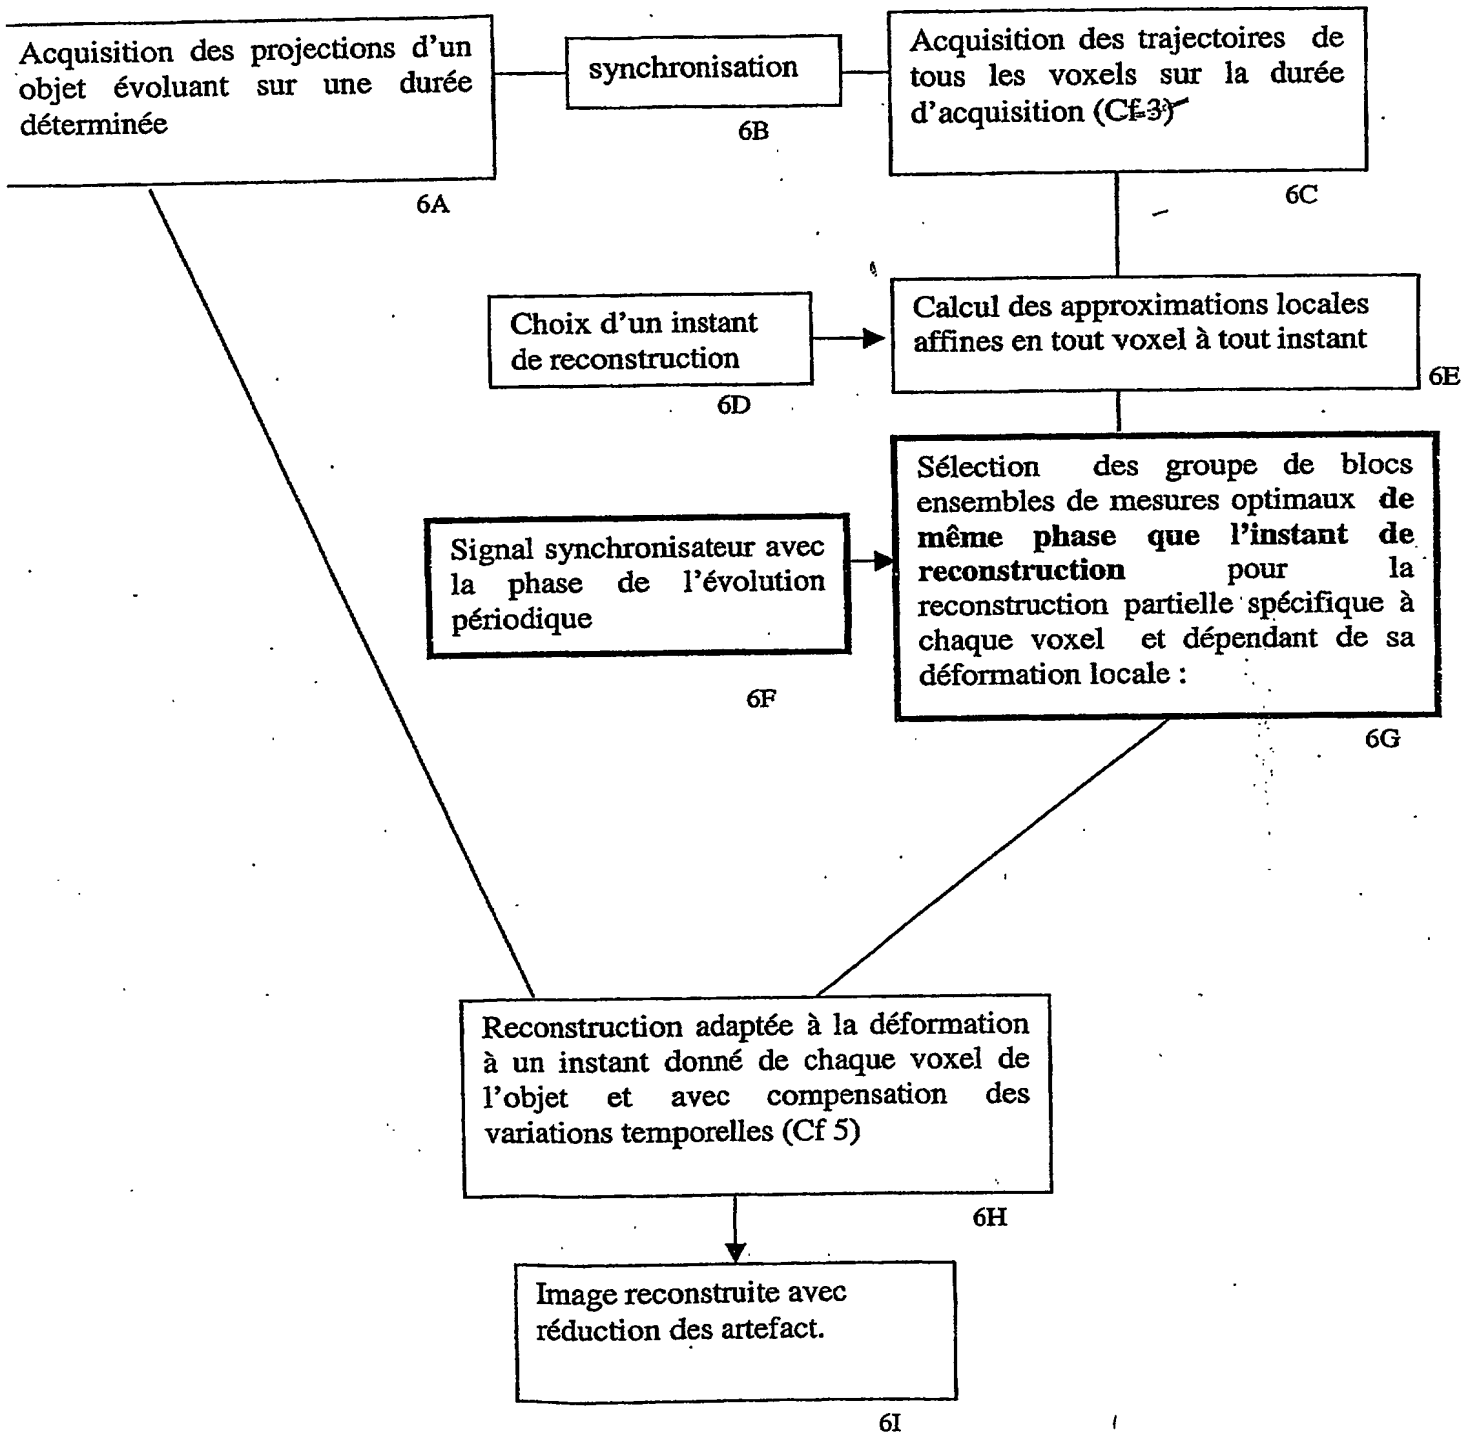 Acquisition des projections d'un
objet évoluant sur une durée
déterminée
6A
synchronisation
6B
Acquisition des trajectoires de
tous les voxels sur la durée
d'acquisition (Cf 3)
6C
Choix d'un instant
de reconstruction
6D
Calcul des approximations locales
affines en tout voxel à tout instant
6E
Signal synchronisateur avec
la phase de l'évolution
périodique
6F
Sélection des groupe de blocs
ensembles de mesures optimaux de
même phase que l'instant de
reconstruction pour la
reconstruction partielle spécifique à
chaque voxel et dépendant de sa
déformation locale :
6G
Reconstruction adaptée à la déformation
à un instant donné de chaque voxel de
l'objet et avec compensation des
variations temporelles (Cf 5)
6H
Image reconstruite avec
réduction des artefact.
6I